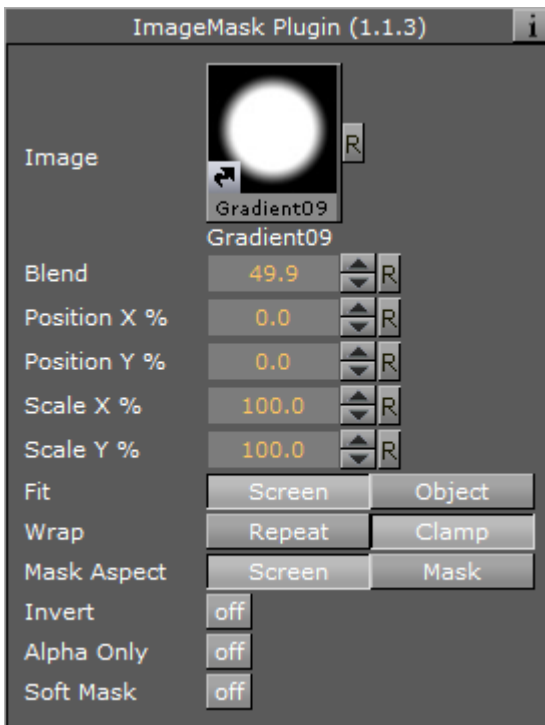 ImageMask Plugin (1.1.3) i
Image R
Gradient09
Gradient09
Blend 49.9 R
Position X % 0.0 R
Position Y % 0.0 R
Scale X % 100.0 R
Scale Y % 100.0 R
Fit Screen Object
Wrap Repeat Clamp
Mask Aspect Screen Mask
Invert off
Alpha Only off
Soft Mask off